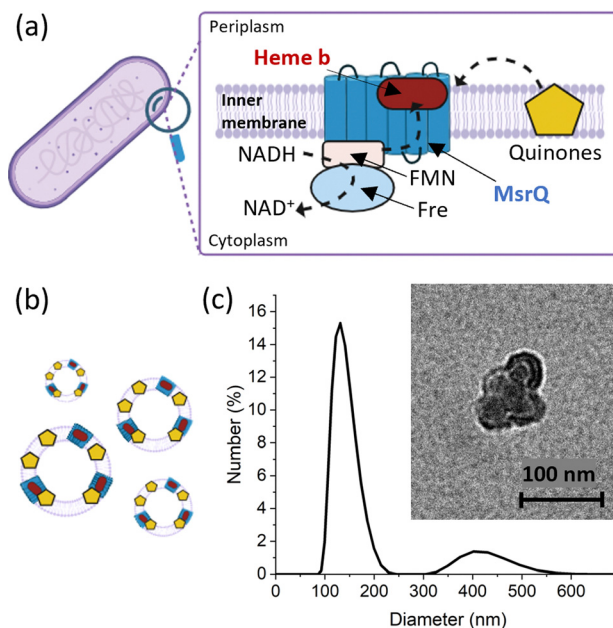 (a)
Periplasm
Heme b
Inner
membrane
NADH
FMN
Quinones
MsrQ
NAD⁺
Fre
Cytoplasm
(b)
(c)
Number (%)
16
14
12
10
8
6
4
2
0
100 nm
0 100 200 300 400 500 600
Diameter (nm)